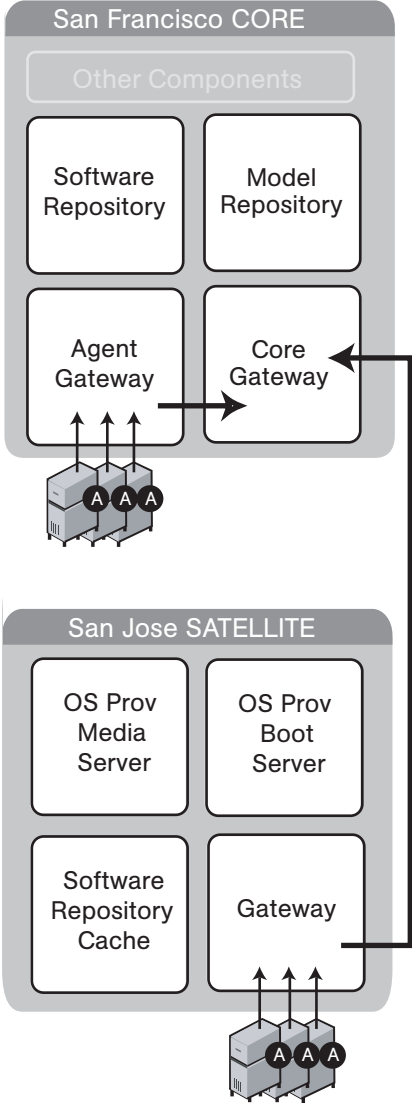 San Francisco CORE
Other Components
Software
Repository
Model
Repository
Agent
Gateway
Core
Gateway
A A A
San Jose SATELLITE
OS Prov
Media
Server
OS Prov
Boot
Server
Software
Repository
Cache
Gateway
A A A